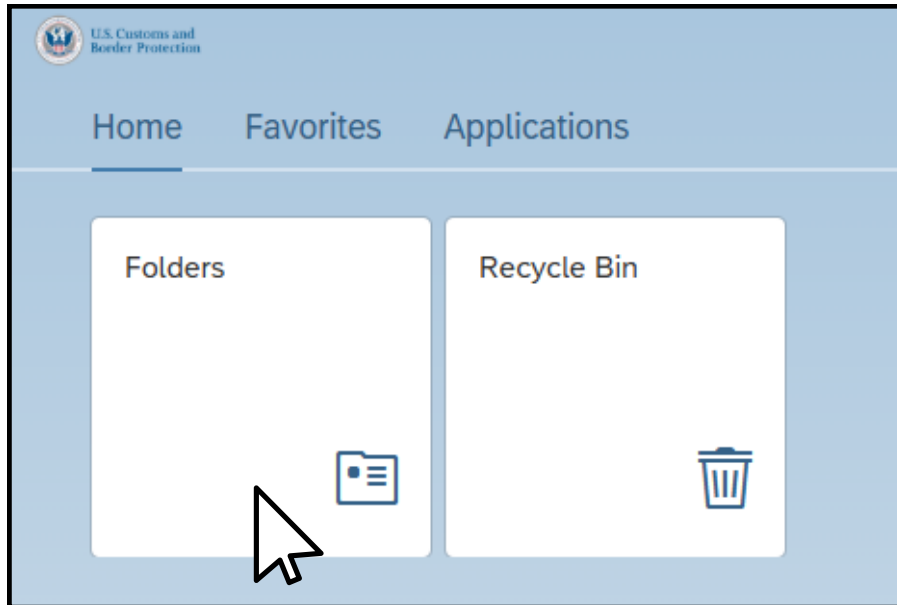 U.S. Customs and
Border Protection
Home Favorites Applications
Folders
Recycle Bin